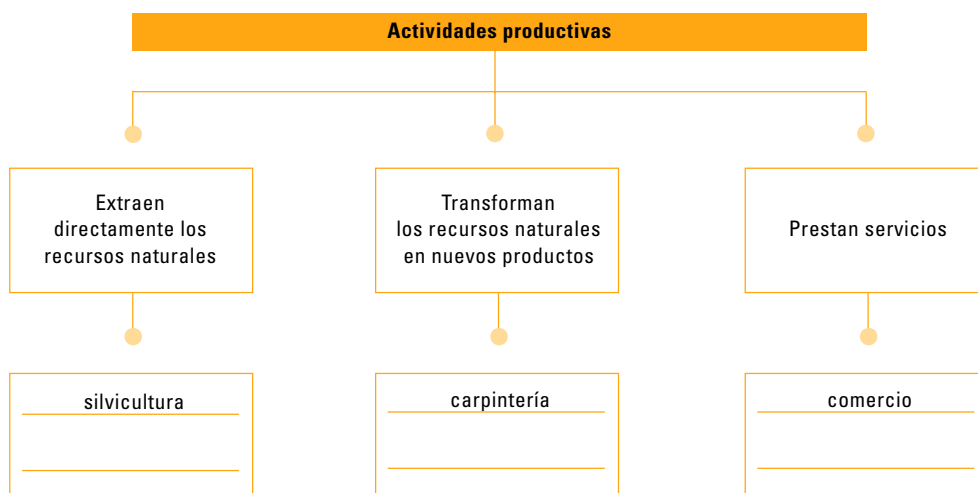 Actividades productivas
Extraen
directamente los
recursos naturales
Transforman
los recursos naturales
en nuevos productos
Prestan servicios
silvicultura
carpintería
comercio